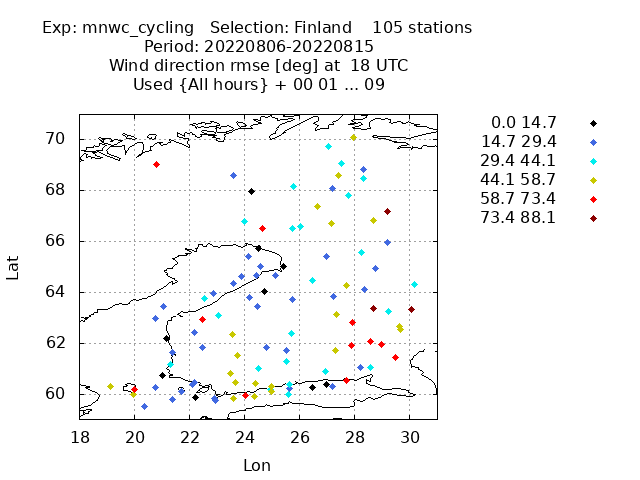 Exp: mnwc_cycling   Selection: Finland    105 stations
Period: 20220806-20220815
Wind direction rmse [deg] at  18 UTC
Used {All hours} + 00 01 ... 09
0.0 14.7
14.7 29.4
29.4 44.1
44.1 58.7
58.7 73.4
73.4 88.1
70
68
66
64
62
60
Lat
18 20 22 24 26 28 30
Lon